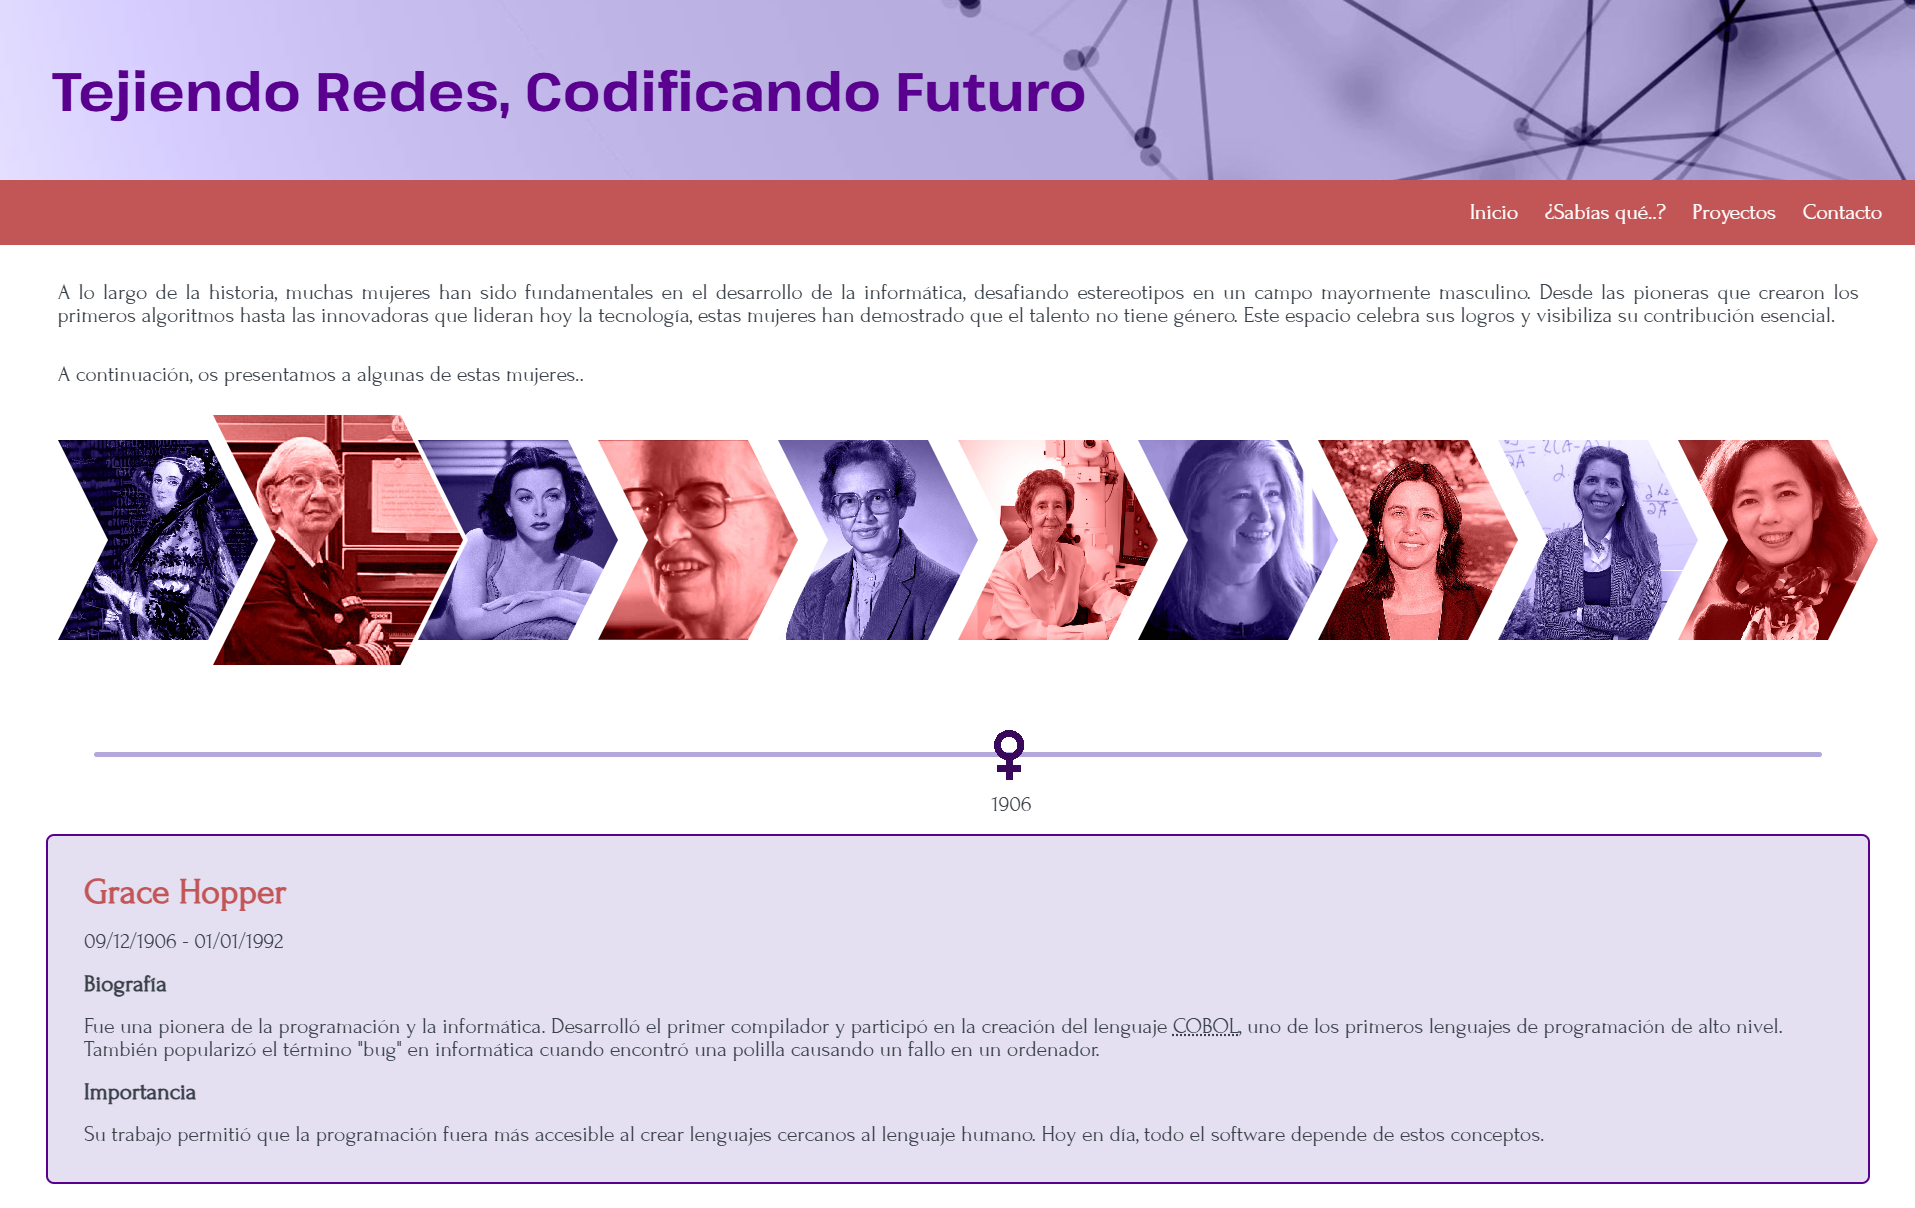 Tejiendo Redes, Codificando Futuro
Inicio ¿Sabías qué..? Proyectos Contacto
A lo largo de la historia, muchas mujeres han sido fundamentales en el desarrollo de la informática, desafiando estereotipos en un campo mayormente masculino. Desde las pioneras que crearon los
primeros algoritmos hasta las innovadoras que lideran hoy la tecnología, estas mujeres han demostrado que el talento no tiene género. Este espacio celebra sus logros y visibiliza su contribución esencial.
A continuación, os presentamos a algunas de estas mujeres..
1906
Grace Hopper
09/12/1906 - 01/01/1992
Biografía
Fue una pionera de la programación y la informática. Desarrolló el primer compilador y participó en la creación del lenguaje COBOL, uno de los primeros lenguajes de programación de alto nivel.
También popularizó el término "bug" en informática cuando encontró una polilla causando un fallo en un ordenador.
Importancia
Su trabajo permitió que la programación fuera más accesible al crear lenguajes cercanos al lenguaje humano. Hoy en día, todo el software depende de estos conceptos.